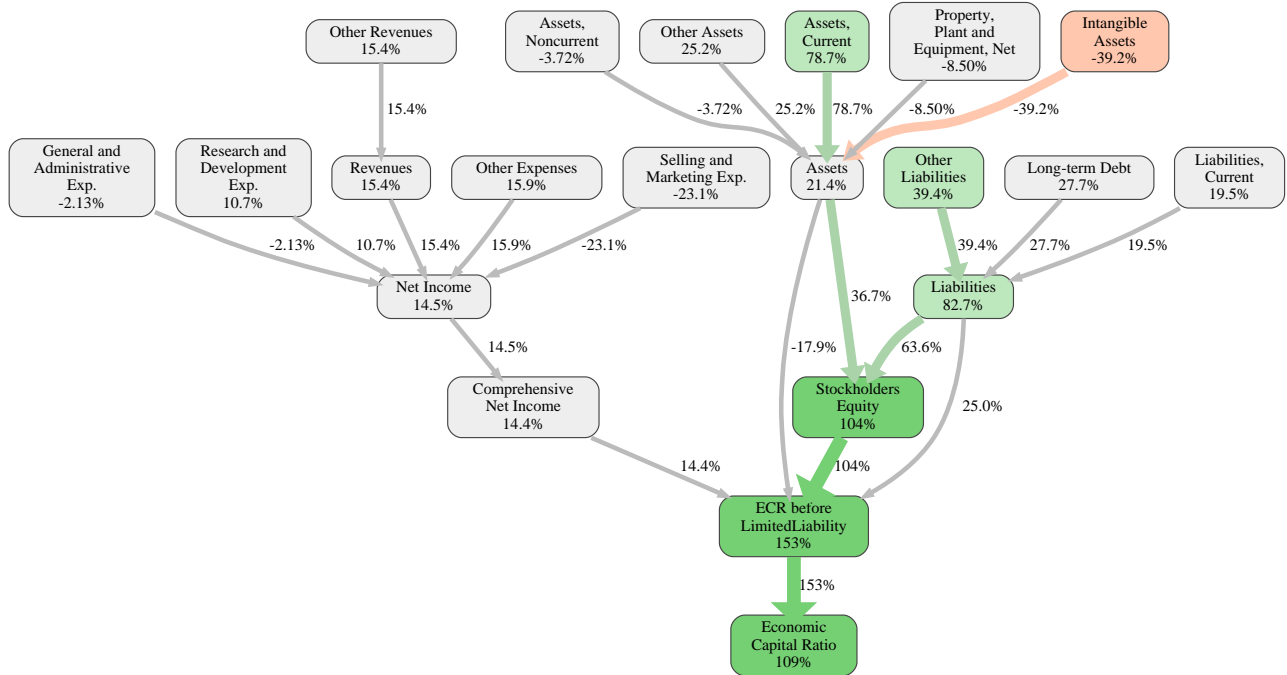 Other Revenues
15.4%
Assets,
Noncurrent
-3.72%
Other Assets
25.2%
Assets,
Current
78.7%
Property,
Plant and
Equipment, Net
-8.50%
Intangible
Assets
-39.2%
15.4%
-3.72%
25.2%
78.7%
-8.50%
-39.2%
General and
Administrative
Exp.
-2.13%
Research and
Development
Exp.
10.7%
Revenues
15.4%
Other Expenses
15.9%
Selling and
Marketing Exp.
-23.1%
Assets
21.4%
Other
Liabilities
39.4%
Long-term Debt
27.7%
Liabilities,
Current
19.5%
-2.13%
10.7%
15.4%
15.9%
-23.1%
39.4%
27.7%
19.5%
Net Income
14.5%
36.7%
Liabilities
82.7%
14.5%
-17.9%
63.6%
Comprehensive
Net Income
14.4%
Stockholders
Equity
104%
25.0%
14.4%
104%
ECR before
LimitedLiability
153%
153%
Economic
Capital Ratio
109%